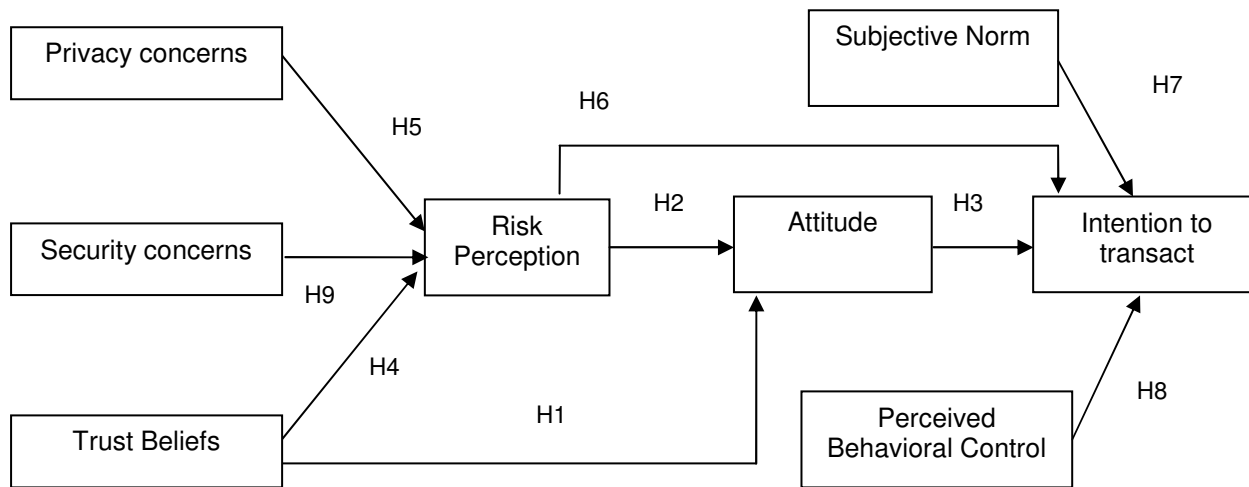 Privacy concerns
Subjective Norm
H6
H7
H5
Risk
Perception
H2
Attitude
H3
Intention to
transact
Security concerns
H9
H4
Trust Beliefs
H1
Perceived
Behavioral Control
H8